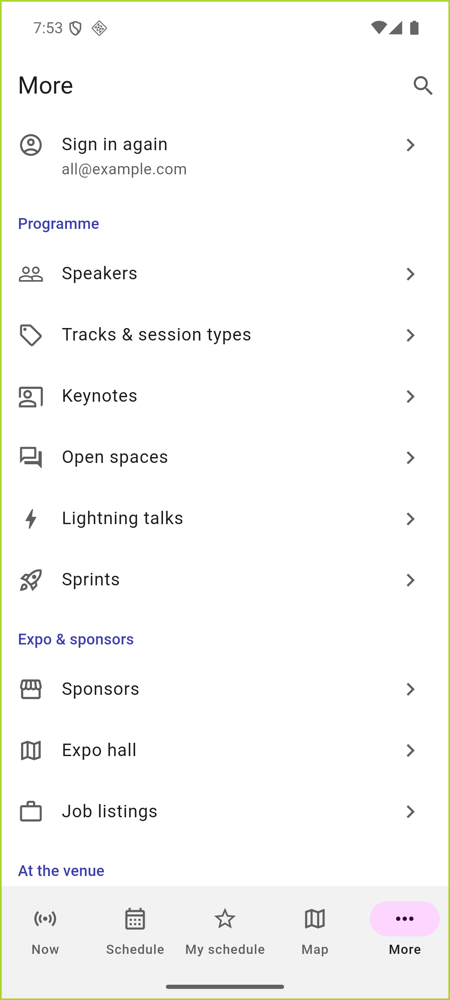 7:53
More
Sign in again
all@example.com
Programme
Speakers
Tracks & session types
Keynotes
Open spaces
Lightning talks
Sprints
Expo & sponsors
Sponsors
Expo hall
Job listings
At the venue
Now
Schedule
My schedule
Map
More